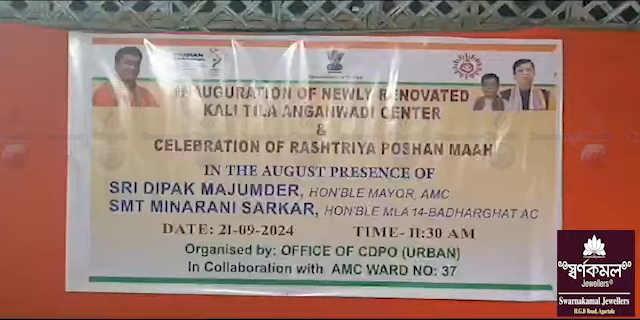 INAUGURATION OF NEWLY RENOVATED
KALI TILA ANGANWADI CENTER
&
CELEBRATION OF RASHTRIYA POSHAN MAAH
IN THE AUGUST PRESENCE OF
SRI DIPAK MAJUMDER, HON'BLE MAYOR, AMC
SMT MINARANI SARKAR, HON'BLE MLA 14-BADHARGHAT AC
DATE: 21-09-2024 TIME- 11:30 AM
Organised by: OFFICE OF CDPO (URBAN)
In Collaboration with AMC WARD NO: 37
স্বর্ণকমল
Jewellers®
Swarnakamal Jewellers
H.G.B Road, Agartala